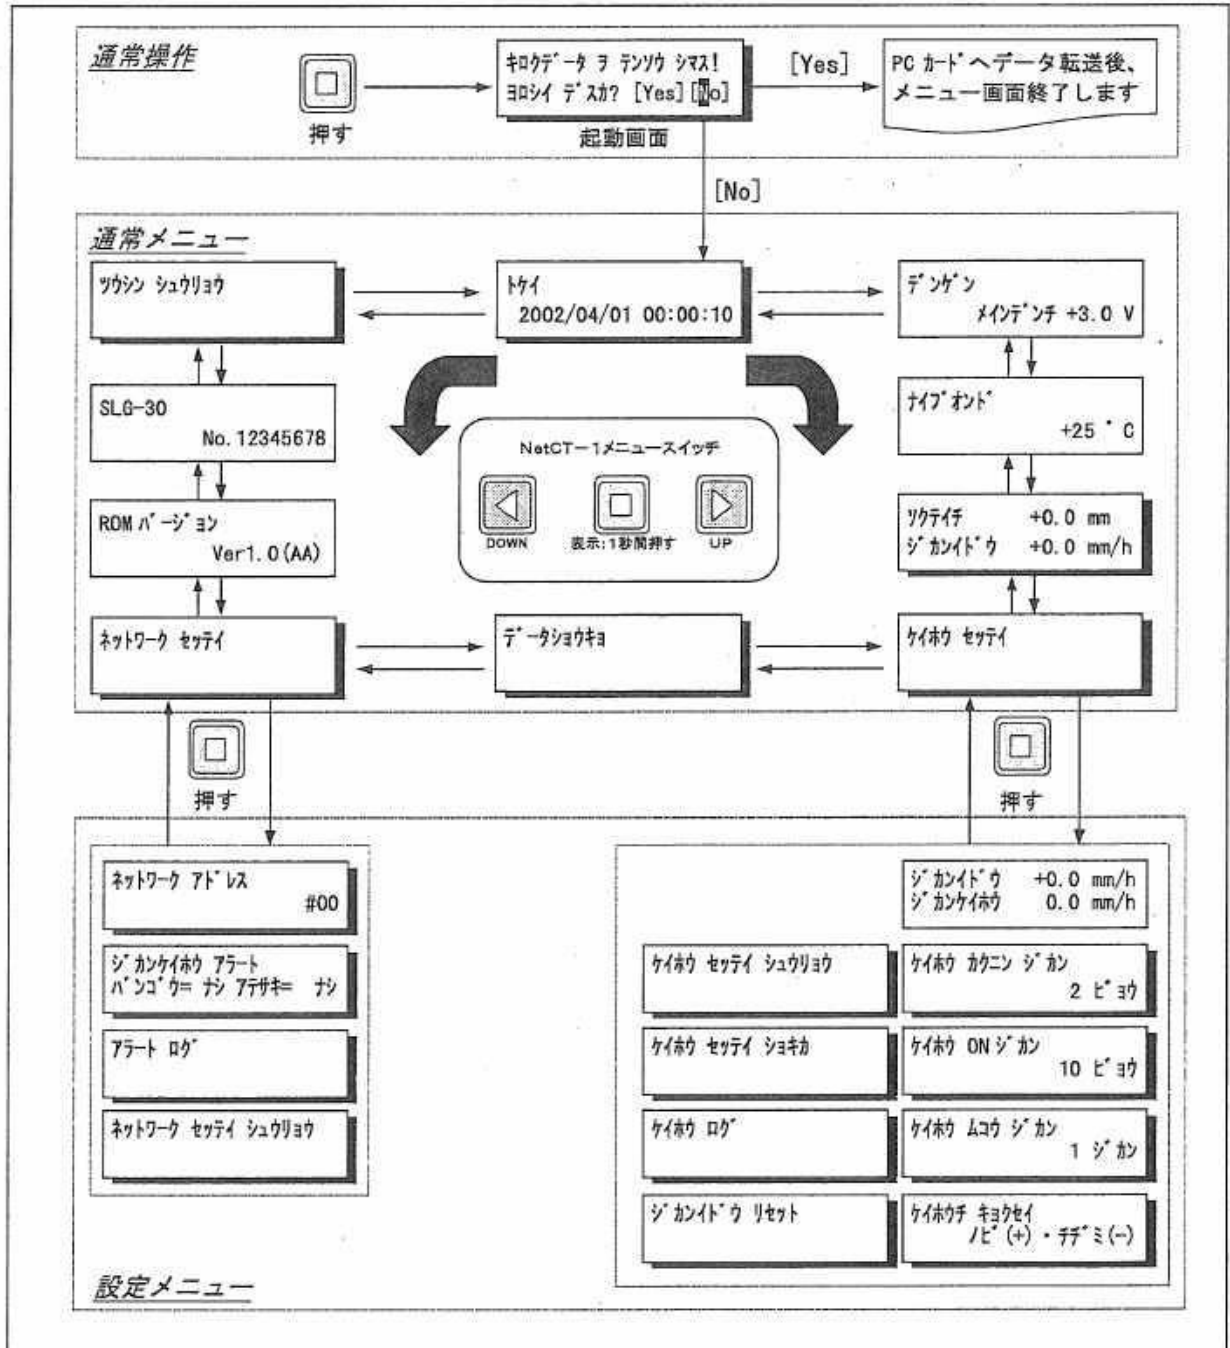 通常操作
押す
ｷﾛｸﾃﾞｰﾀ ｦ ﾃﾝｿｳ ｼﾏｽ!
ﾖﾛｼｲ ﾃﾞｽｶ? [Yes][No]
起動画面
[Yes]
PC ｶｰﾄﾞへデータ転送後、
メニュー画面終了します
[No]
通常メニュー
ﾂｳｼﾝ ｼｭｳﾘｮｳ
ﾄｹｲ
2002/04/01 00:00:10
ﾃﾞﾝｹﾞﾝ
ﾒｲﾝﾃﾞﾝﾁ +3.0 V
SLG-30
No.12345678
ﾅｲﾌﾞｵﾝﾄﾞ
+25 ﾟC
NetCT-1メニュースイッチ
DOWN
表示:1秒間押す
UP
ROM ﾊﾞｰｼﾞｮﾝ
Ver1.0(AA)
ｿｸﾃｲﾁ +0.0 mm
ｼﾞｶﾝｲﾄﾞｳ +0.0 mm/h
ﾈｯﾄﾜｰｸ ｾｯﾃｲ
ﾃﾞｰﾀｼｮｳｷｮ
ｹｲﾎｳ ｾｯﾃｲ
押す
押す
ﾈｯﾄﾜｰｸ ｱﾄﾞﾚｽ
#00
ｼﾞｶﾝｹｲﾎｳ ｱﾗｰﾄ
ﾊﾞﾝｺﾞｳ= ﾅｼ ｱﾃｻｷ= ﾅｼ
ｱﾗｰﾄ ﾛｸﾞ
ﾈｯﾄﾜｰｸ ｾｯﾃｲ ｼｭｳﾘｮｳ
ｼﾞｶﾝｲﾄﾞｳ +0.0 mm/h
ｼﾞｶﾝｹｲﾎｳ 0.0 mm/h
ｹｲﾎｳ ｾｯﾃｲ ｼｭｳﾘｮｳ
ｹｲﾎｳ ｶｸﾆﾝ ｼﾞｶﾝ
2 ﾋﾞｮｳ
ｹｲﾎｳ ｾｯﾃｲ ｼｮｷｶ
ｹｲﾎｳ ONｼﾞｶﾝ
10 ﾋﾞｮｳ
ｹｲﾎｳ ﾛｸﾞ
ｹｲﾎｳ ﾑｺｳ ｼﾞｶﾝ
1 ｼﾞｶﾝ
ｼﾞｶﾝｲﾄﾞｳ ﾘｾｯﾄ
ｹｲﾎｳﾁ ｷｮｸｾｲ
ﾉﾋﾞ(+)・ﾁﾁﾞﾐ(-)
設定メニュー